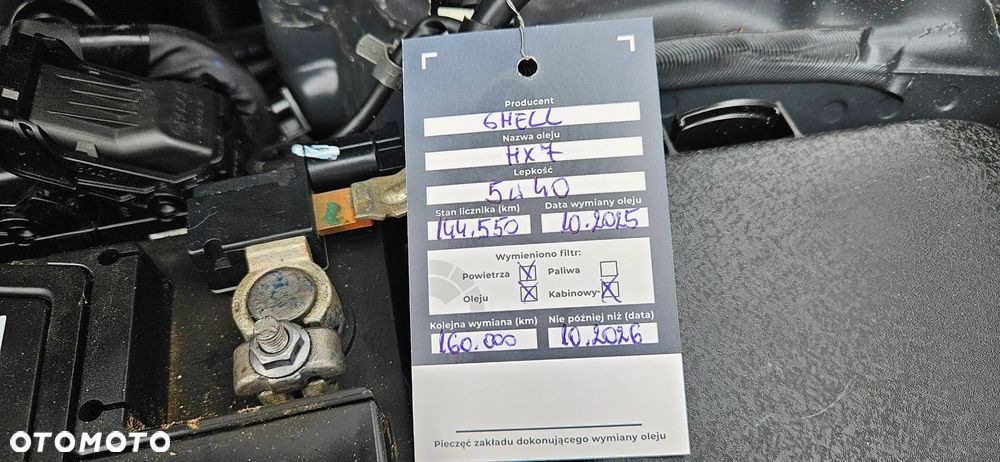 Producent
SHELL
Nazwa oleju
HX7
Lepkość
5W40
Stan licznika (km) Data wymiany oleju
144.550 10.2025
Wymieniono filtr:
Powietrza Paliwa
Oleju Kabinowy
Kolejna wymiana (km) Nie później niż (data)
160.000 10.2026
Pieczęć zakładu dokonującego wymiany oleju
OTOMOTO